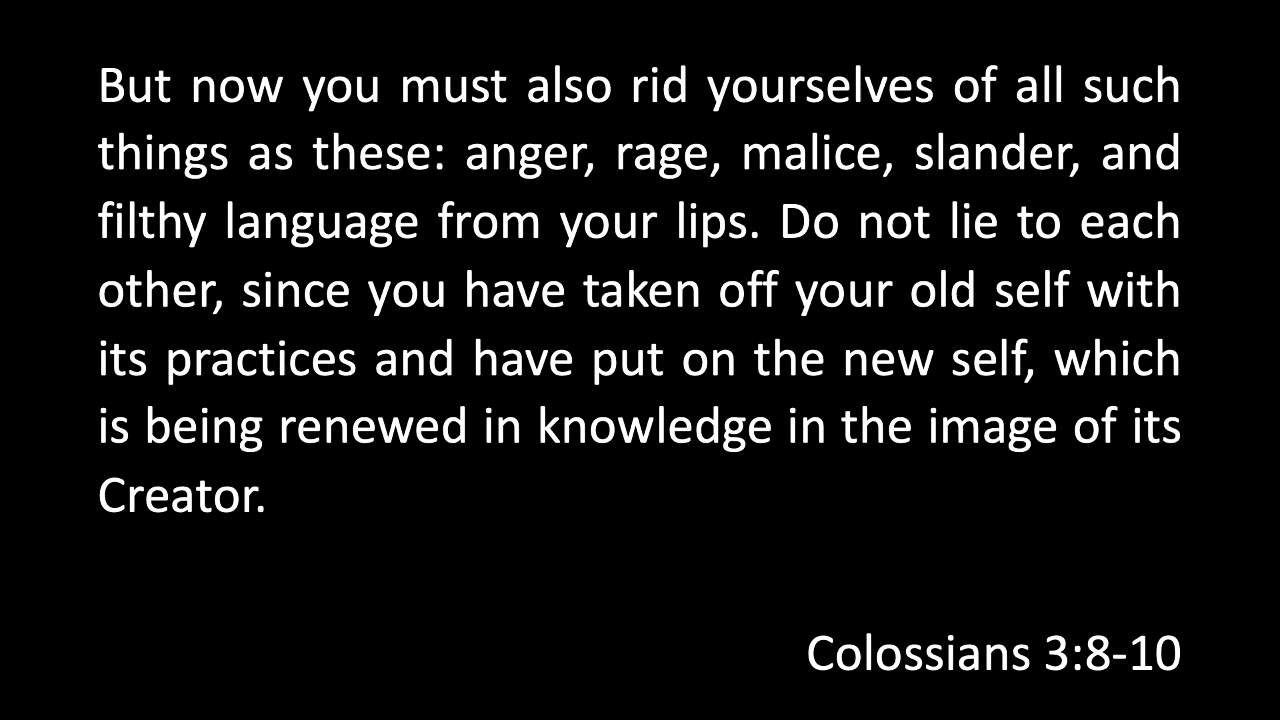 But now you must also rid yourselves of all such
things as these: anger, rage, malice, slander, and
filthy language from your lips. Do not lie to each
other, since you have taken off your old self with
its practices and have put on the new self, which
is being renewed in knowledge in the image of its
Creator.
Colossians 3:8-10